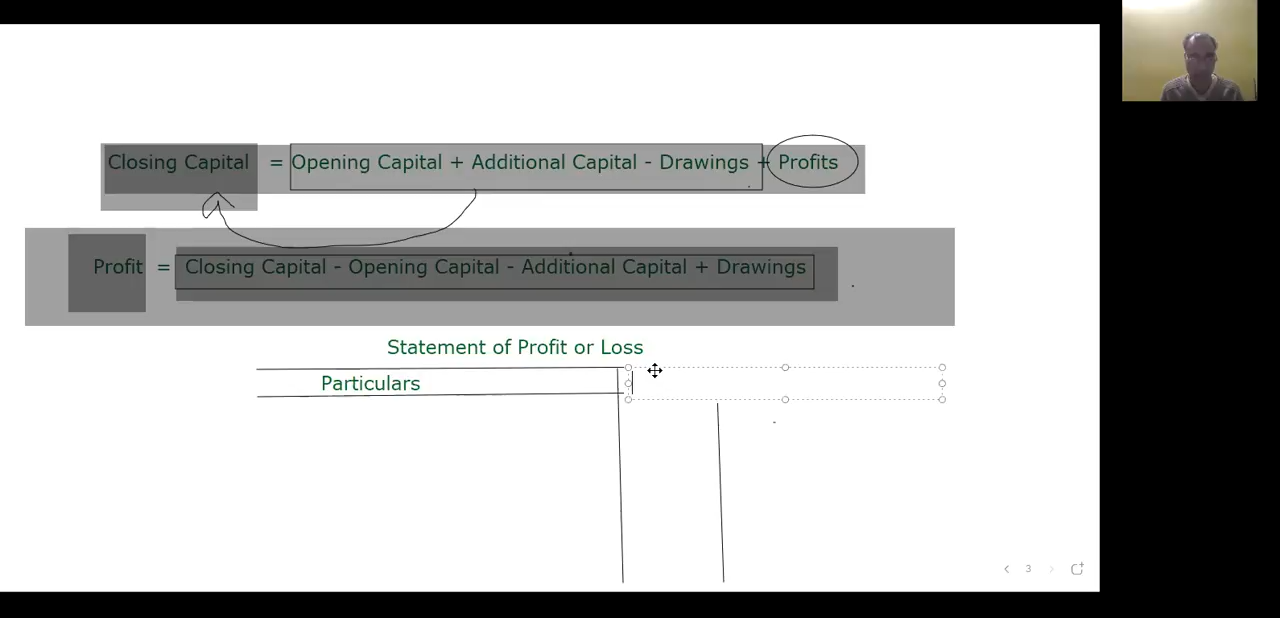 Closing Capital = Opening Capital + Additional Capital - Drawings + Profits
Profit = Closing Capital - Opening Capital - Additional Capital + Drawings
Statement of Profit or Loss
Particulars
3